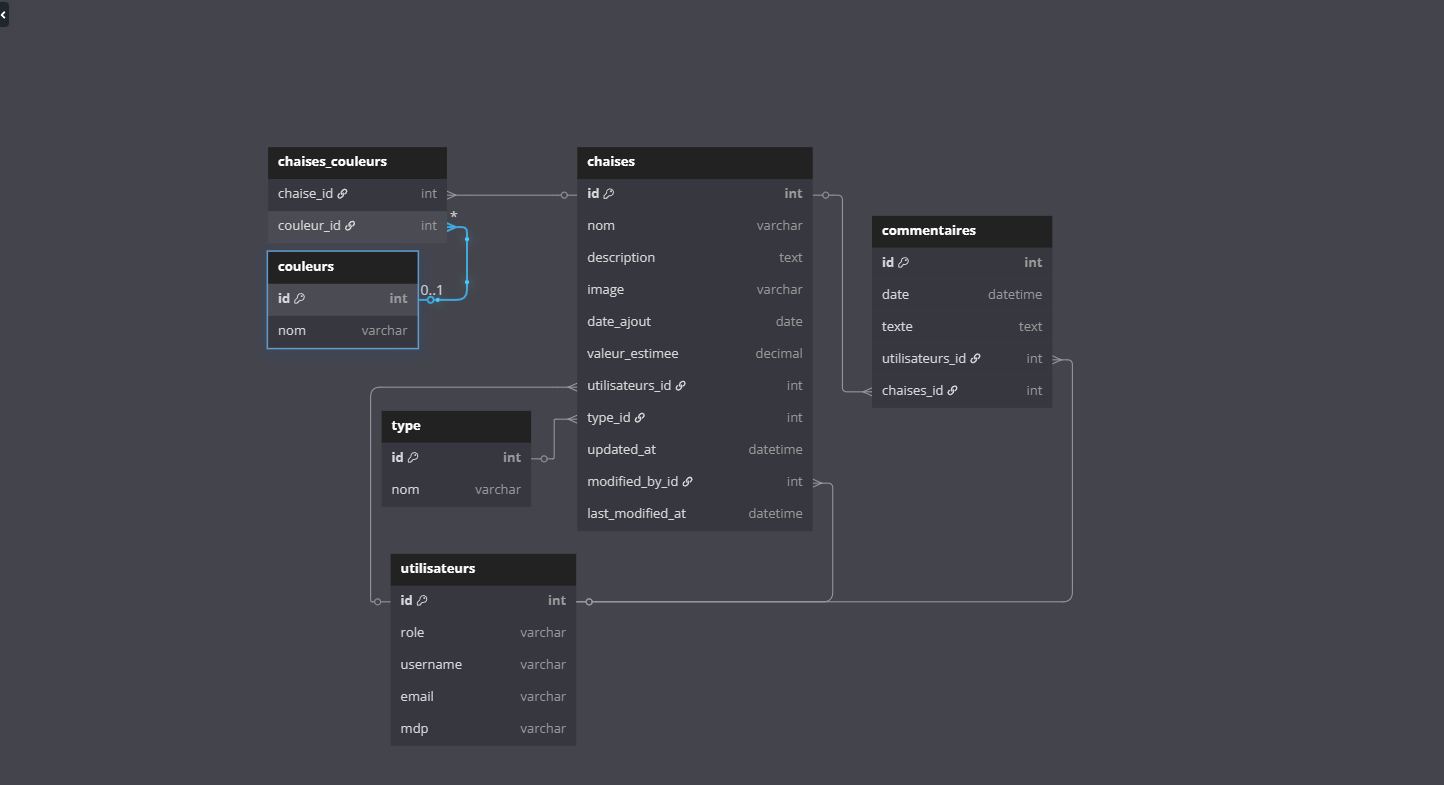 chaises_couleurs
chaise_id int
couleur_id int
*
couleurs
id int
0..1
nom varchar
chaises
id int
nom varchar
description text
image varchar
date_ajout date
valeur_estimee decimal
utilisateurs_id int
type_id int
updated_at datetime
modified_by_id int
last_modified_at datetime
commentaires
id int
date datetime
texte text
utilisateurs_id int
chaises_id int
type
id int
nom varchar
utilisateurs
id int
role varchar
username varchar
email varchar
mdp varchar